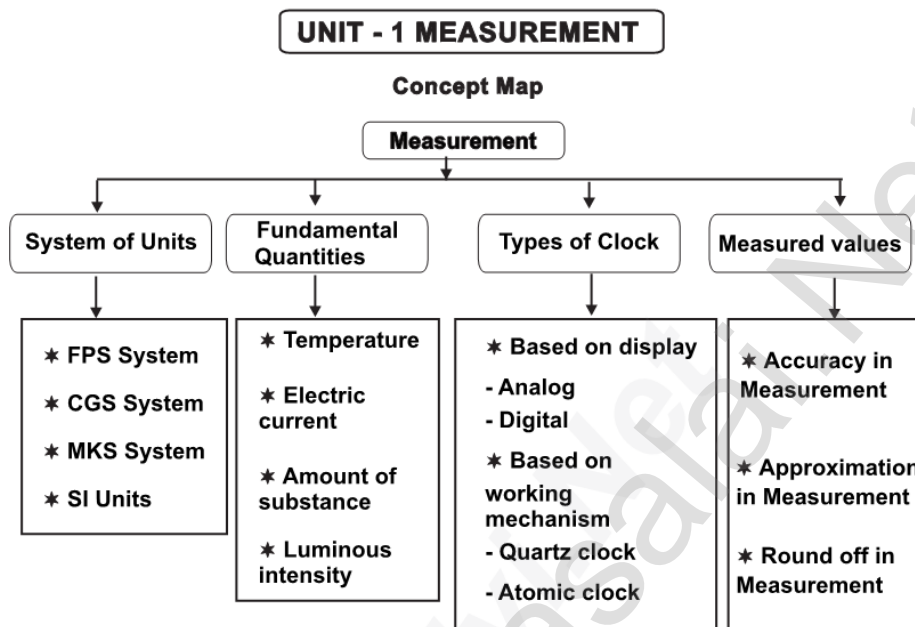 UNIT - 1 MEASUREMENT
Concept Map
Measurement
System of Units
✶ FPS System
✶ CGS System
✶ MKS System
✶ SI Units
Fundamental
Quantities
✶ Temperature
✶ Electric
current
✶ Amount of
substance
✶ Luminous
intensity
Types of Clock
✶ Based on display
- Analog
- Digital
✶ Based on
working
mechanism
- Quartz clock
- Atomic clock
Measured values
✶ Accuracy in
Measurement
✶ Approximation
in Measurement
✶ Round off in
Measurement